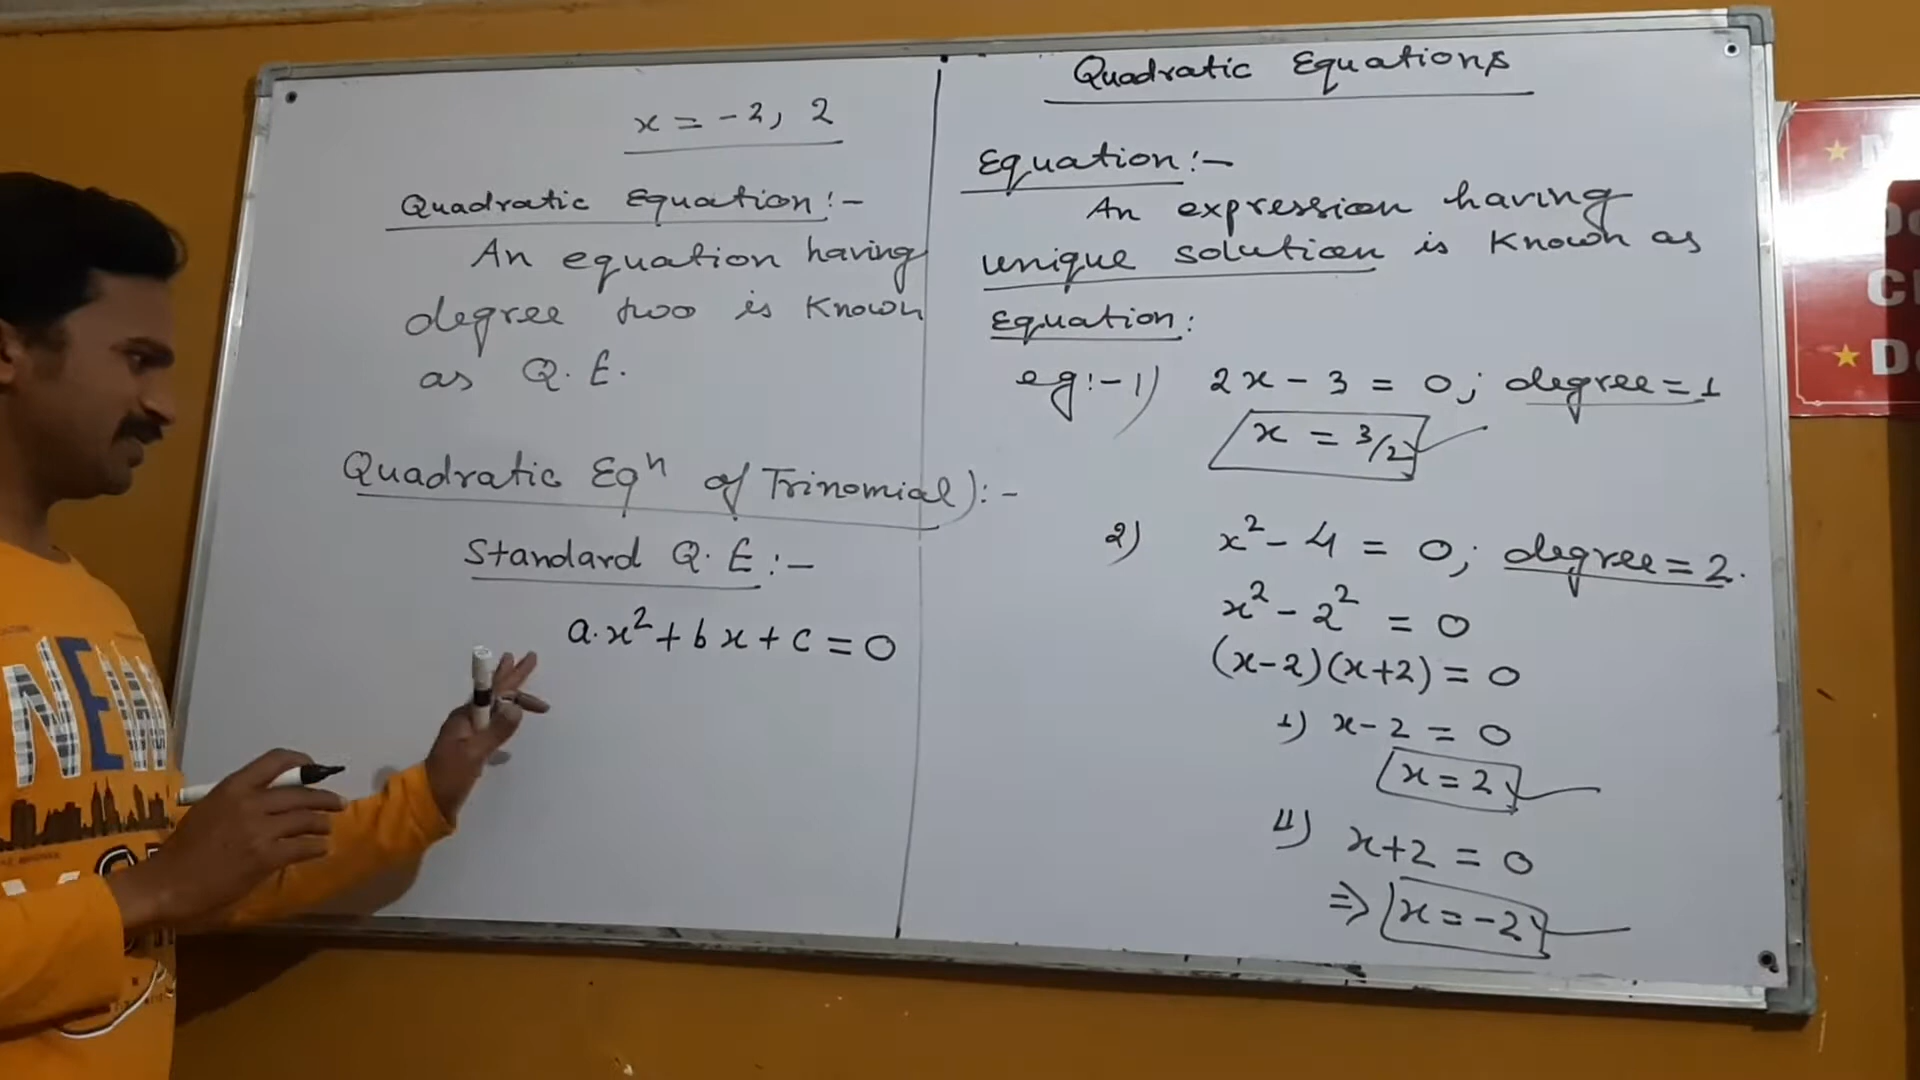 Quadratic Equations
Equation:-
An expression having
unique solution is known as
Equation:
eg:-1) 2x - 3 = 0; degree = 1
x = 3/2
2) x² - 4 = 0; degree = 2.
x² - 2² = 0
(x-2)(x+2) = 0
1) x - 2 = 0
x = 2
x+2 = 0
⇒ x = -2
x = -2, 2
Quadratic Equation:-
An equation having
degree two is known
as Q.E.
Quadratic Eqⁿ of Trinomial):-
Standard Q.E:-
a.x² + bx + c = 0
NEW